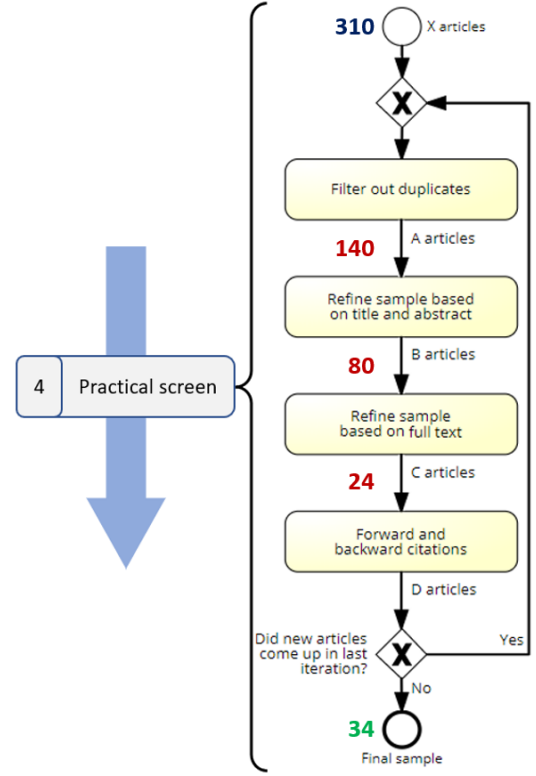 310
X articles
X
Filter out duplicates
140
A articles
Refine sample based
on title and abstract
80
B articles
4
Practical screen
Refine sample
based on full text
24
C articles
Forward and
backward citations
D articles
Did new articles
come up in last
iteration?
X
Yes
No
34
Final sample